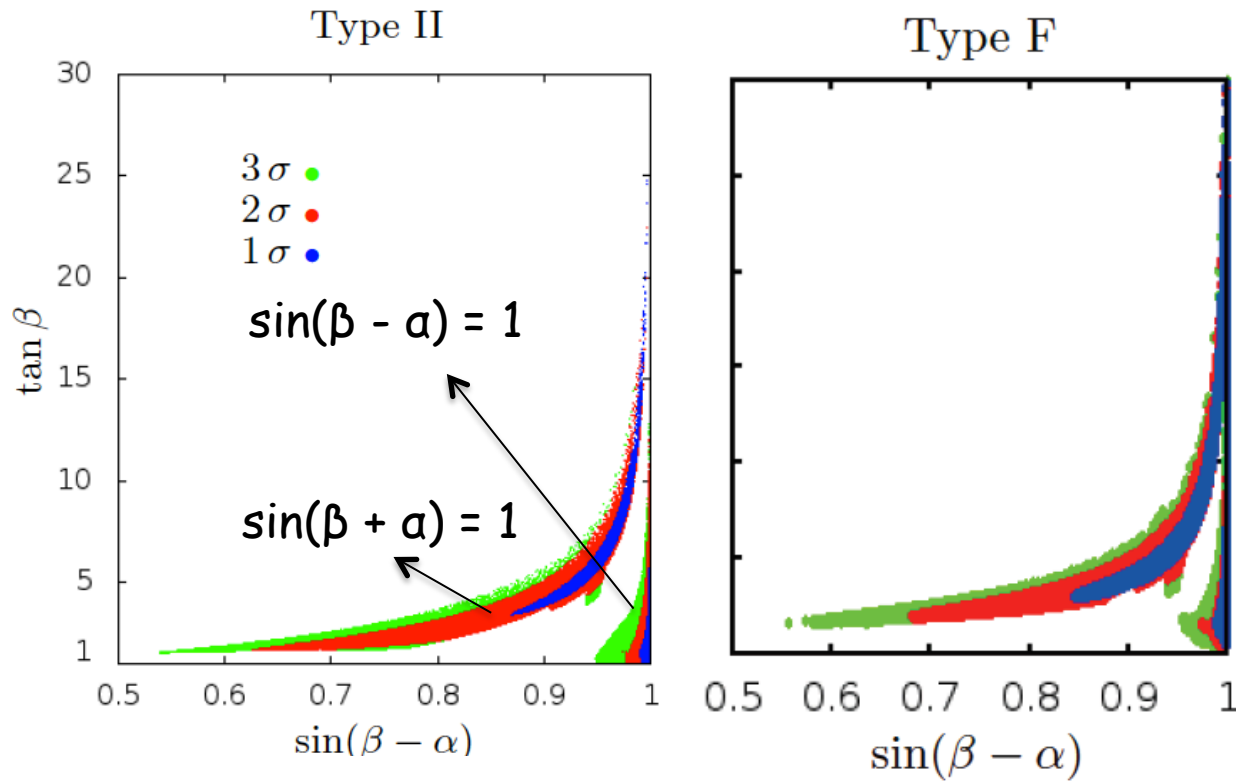 Type II
30
25
20
15
10
5
1
tan β
3 σ
2 σ
1 σ
sin(β - α) = 1
sin(β + α) = 1
0.5 0.6 0.7 0.8 0.9 1
sin(β − α)
Type F
0.5 0.6 0.7 0.8 0.9 1
sin(β − α)